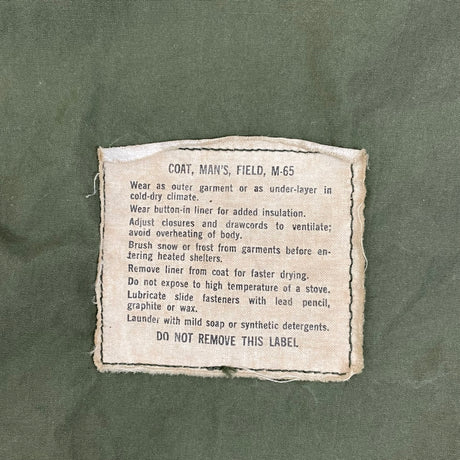 COAT, MAN'S, FIELD, M-65
Wear as outer garment or as under-layer in
cold-dry climate.
Wear button-in liner for added insulation.
Adjust closures and drawcords to ventilate;
avoid overheating of body.
Brush snow or frost from garments before en-
tering heated shelters.
Remove liner from coat for faster drying.
Do not expose to high temperature of a stove.
Lubricate slide fasteners with lead pencil,
graphite or wax.
Launder with mild soap or synthetic detergents.
DO NOT REMOVE THIS LABEL